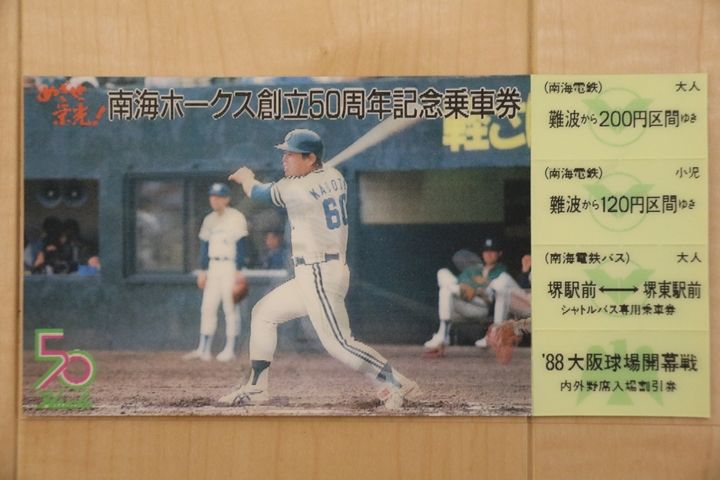 めざせ
栄光！
南海ホークス創立50周年記念乗車券
KADOTA
60
50
(南海電鉄) 大人
難波から200円区間ゆき
(南海電鉄) 小児
難波から120円区間ゆき
(南海電鉄バス) 大人
堺駅前⟷堺東駅前
シャトルバス専用乗車券
'88大阪球場開幕戦
内外野席入場割引券